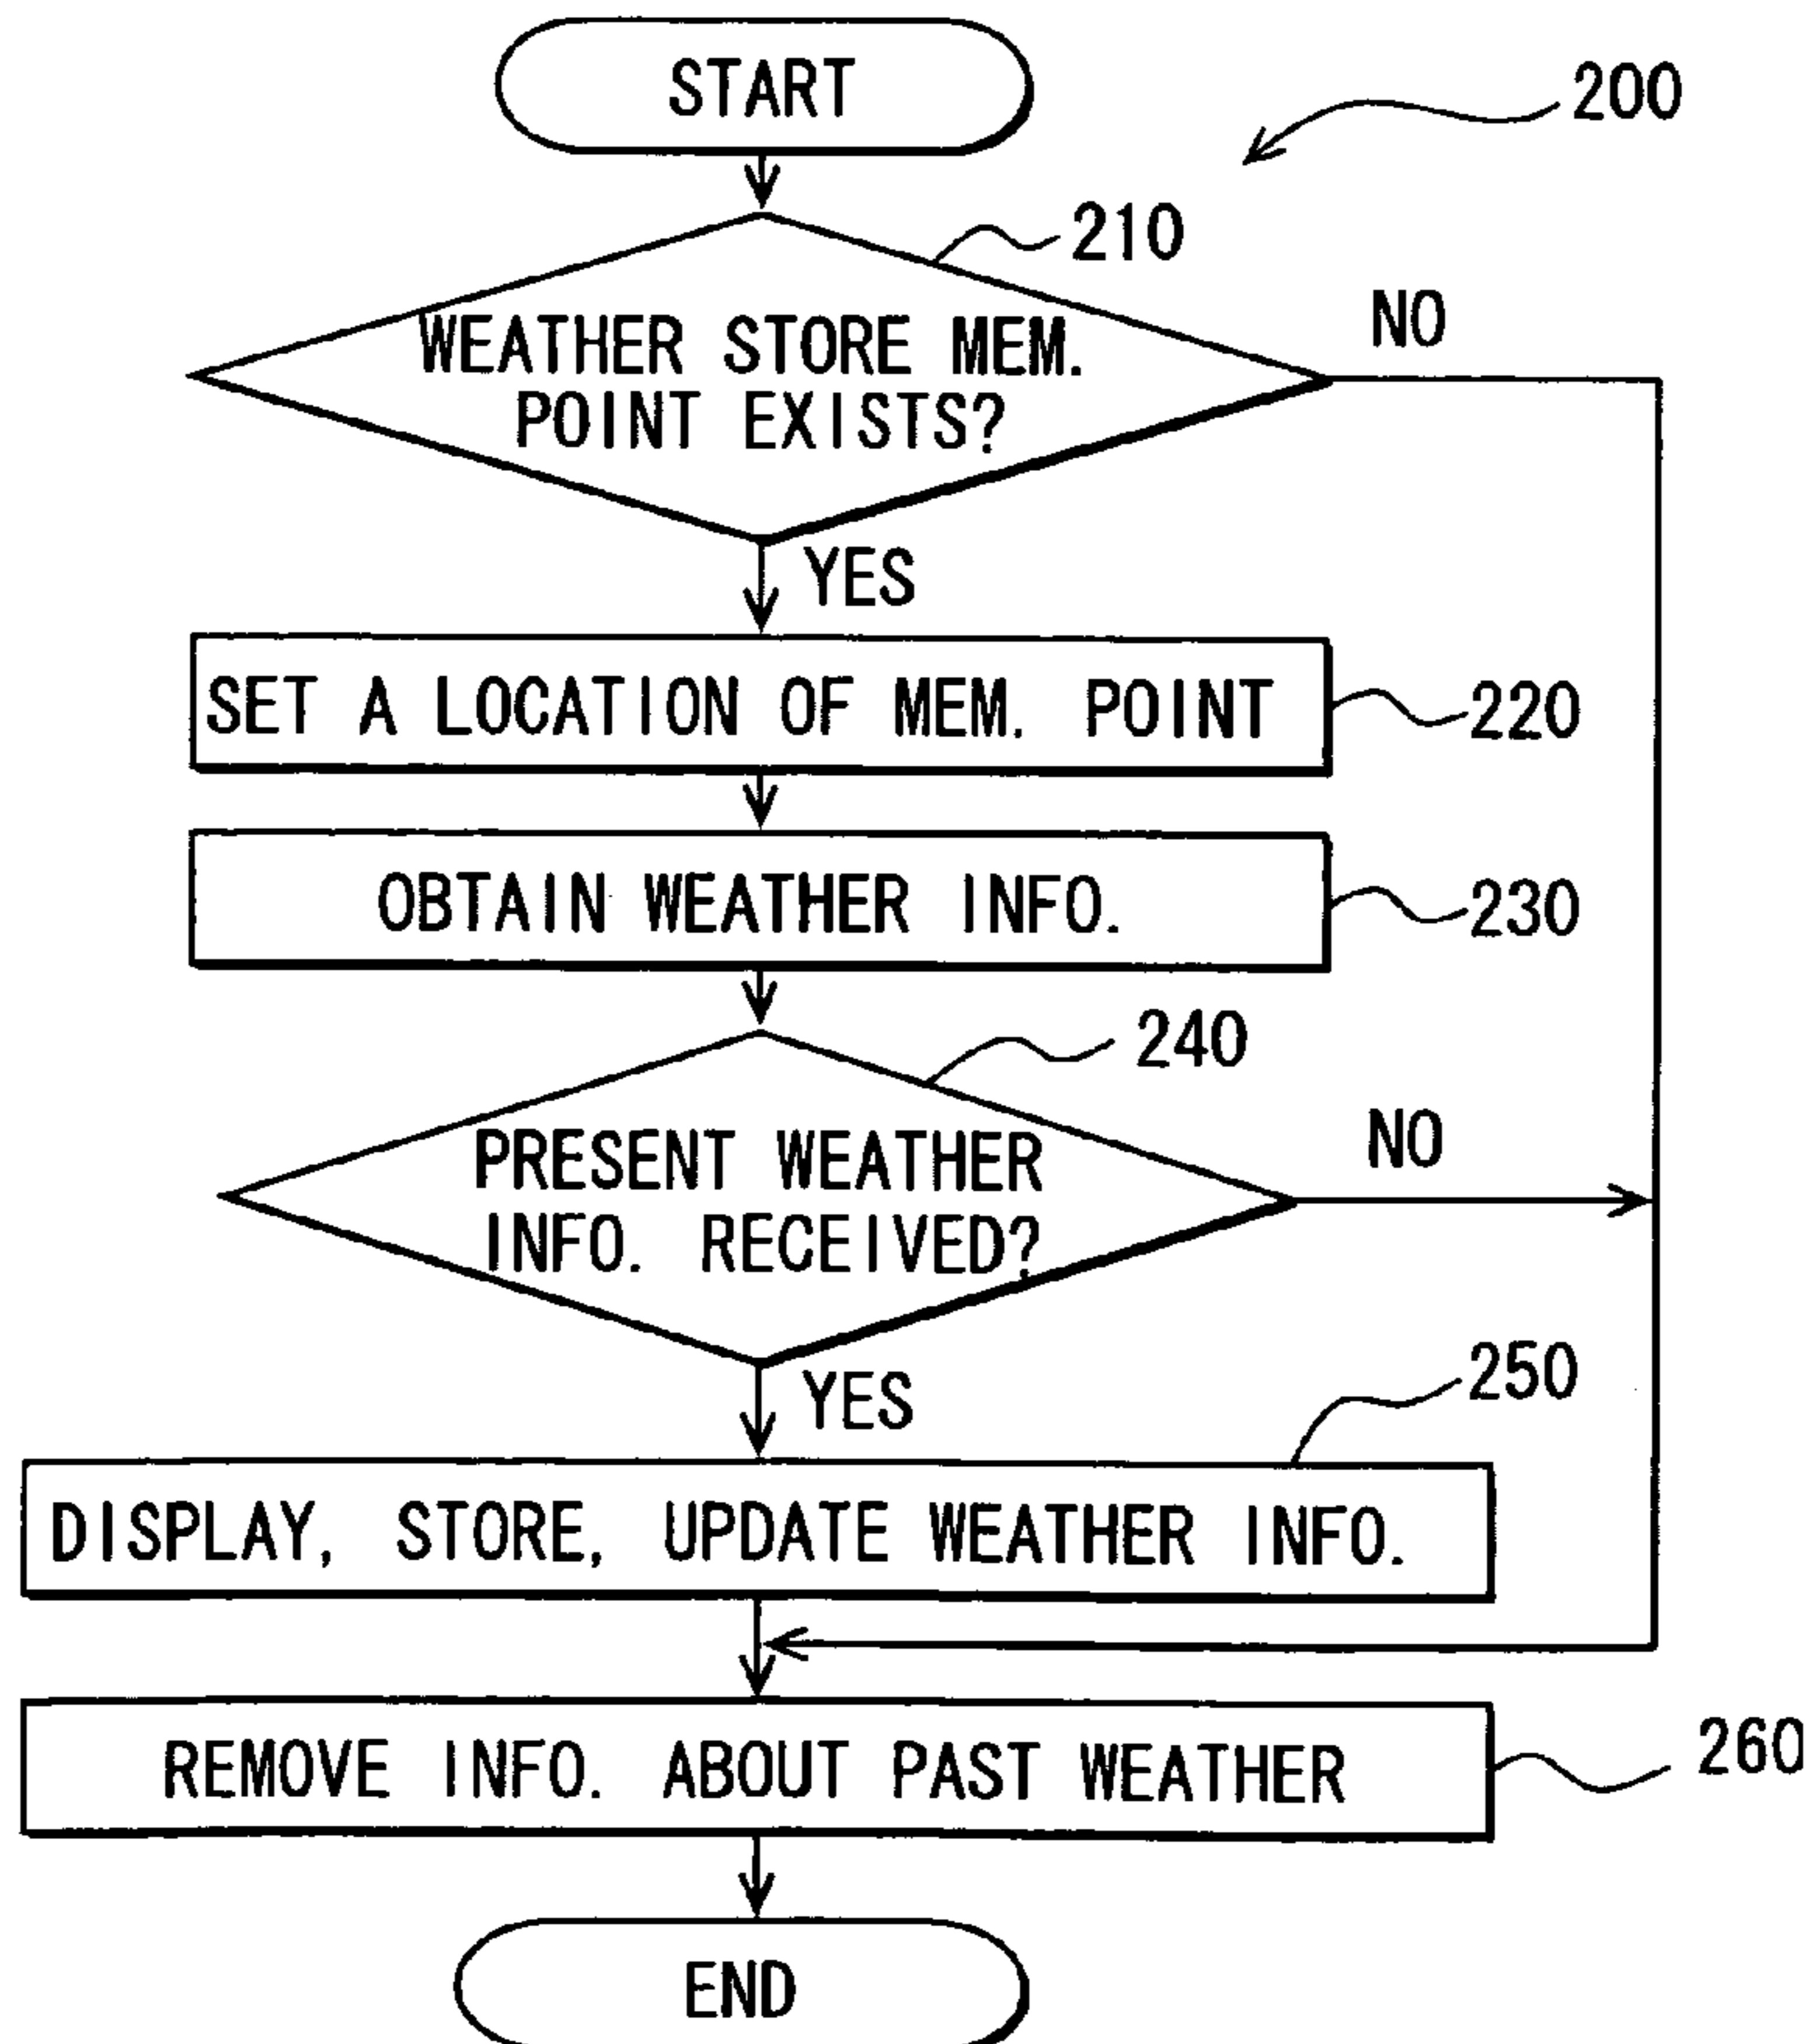 START
200
210
WEATHER STORE MEM.
POINT EXISTS?
NO
YES
SET A LOCATION OF MEM. POINT
220
OBTAIN WEATHER INFO.
230
240
PRESENT WEATHER
INFO. RECEIVED?
NO
YES
250
DISPLAY, STORE, UPDATE WEATHER INFO.
REMOVE INFO. ABOUT PAST WEATHER
260
END